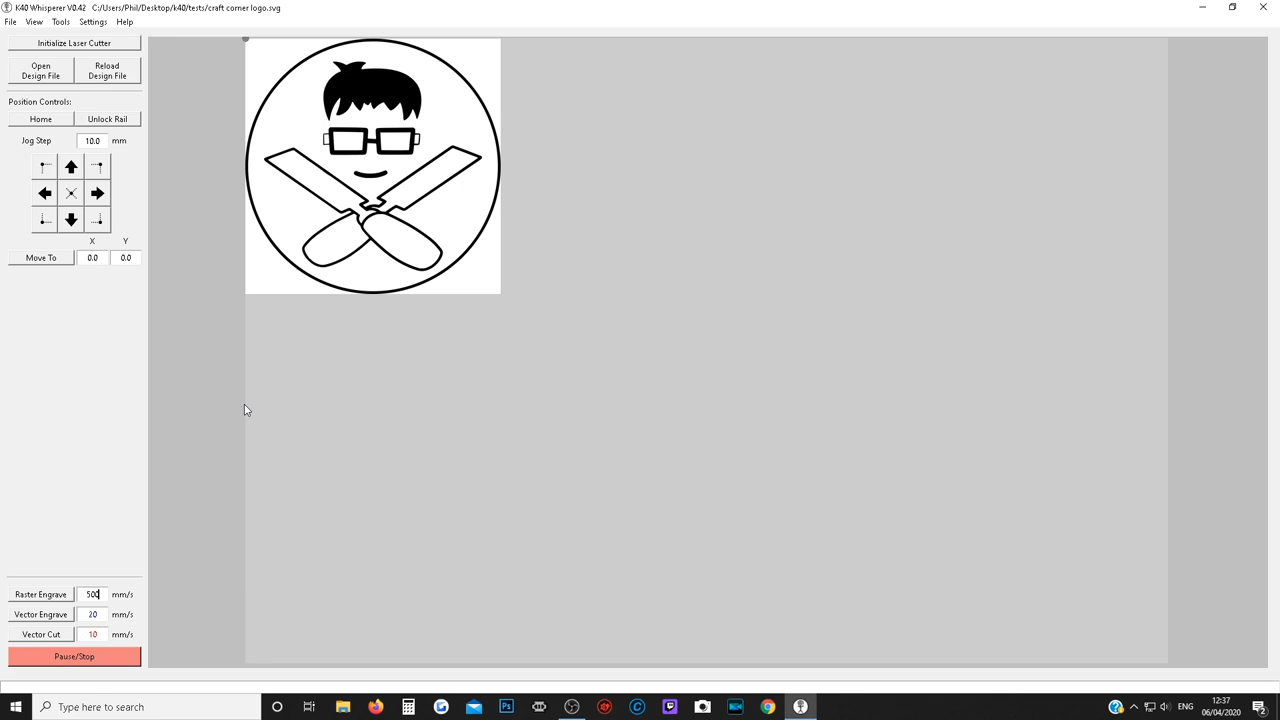 K40 Whisperer V0.42 C:/Users/Phil/Desktop/k40/tests/craft corner logo.svg
File View Tools Settings Help
Initialize Laser Cutter
Open
Design File
Reload
Design File
Position Controls:
Home Unlock Rail
Jog Step 10.0 mm
X Y
Move To 0.0 0.0
Raster Engrave 500 mm/s
Vector Engrave 20 mm/s
Vector Cut 10 mm/s
Pause/Stop
Type here to search
Ps
ENG
12:37
06/04/2020
2